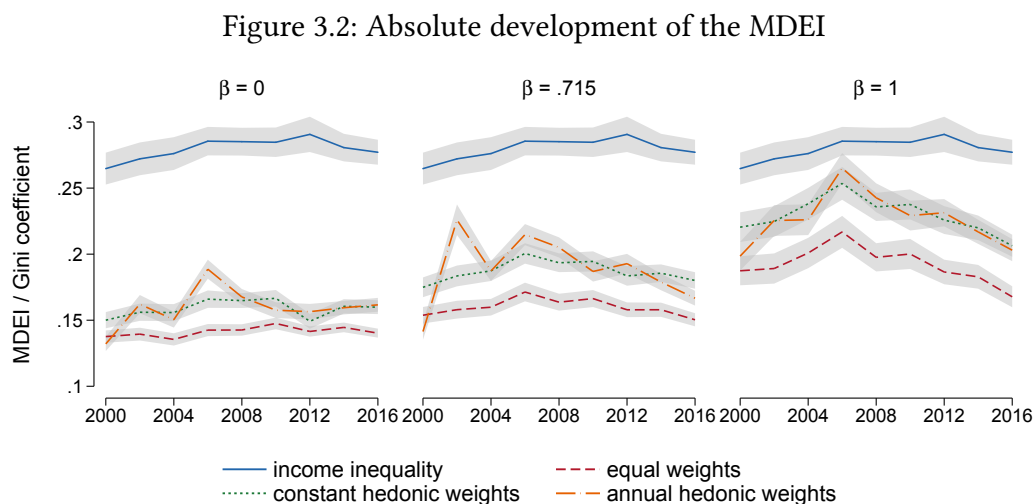 Figure 3.2: Absolute development of the MDEI
β = 0
β = .715
β = 1
MDEI / Gini coefficient
.3
.25
.2
.15
.1
2000 2004 2008 2012 2016
2000 2004 2008 2012 2016
2000 2004 2008 2012 2016
income inequality
equal weights
constant hedonic weights
annual hedonic weights